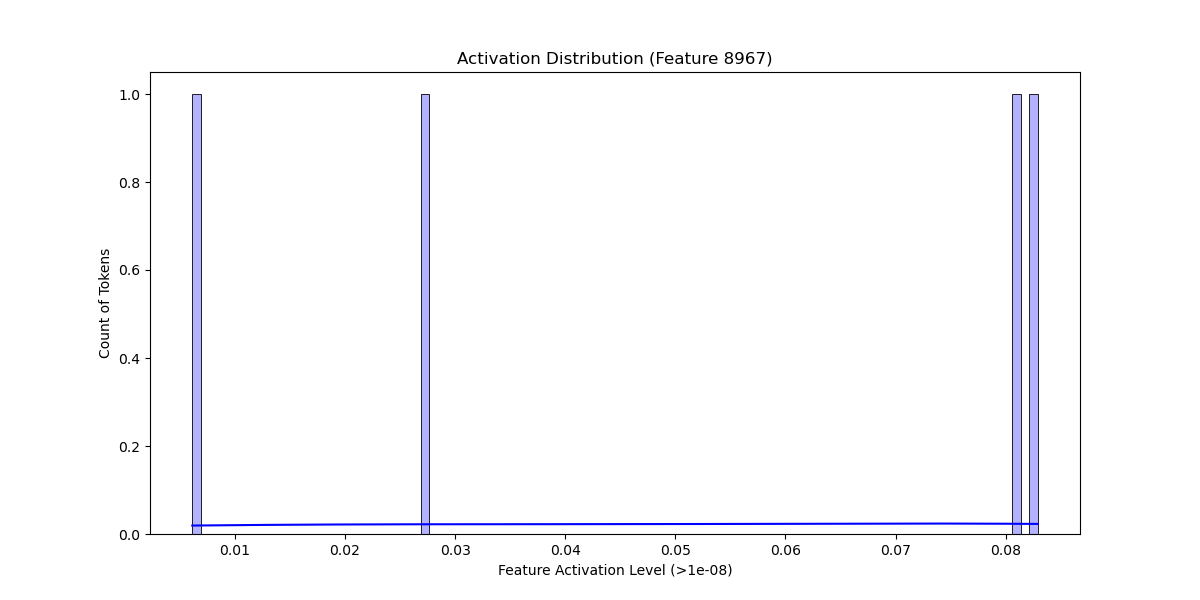 Activation Distribution (Feature 8967)
1.0
0.8
0.6
0.4
0.2
0.0
Count of Tokens
0.01 0.02 0.03 0.04 0.05 0.06 0.07 0.08
Feature Activation Level (>1e-08)